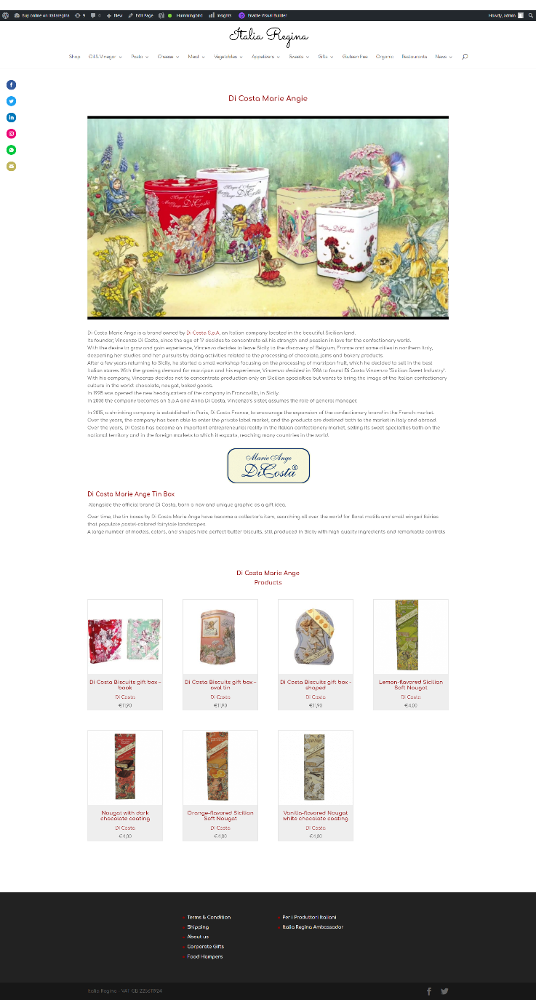 Buy online on Italiaregina 9 0 New Edit Page Hummingbird Insights Enable Visual Builder Howdy, admin
Italia Regina
Shop Oil & Vinegar Pasta Cheese Meat Vegetables Appetizers Sweets Gifts Gluteen free Organic Restaurants News
Di Costa Marie Angie
Marie Ange DiCosta
Di Costa Marie Ange is a brand owned by Di Costa S.p.A, an Italian company located in the beautiful Sicilian land.
Its founder, Vincenzo Di Costa, since the age of 17 decides to concentrate all his strength and passion in love for the confectionary world.
With the desire to grow and gain experience, Vincenzo decides to leave Sicily to the discovery of Belgium, France and some cities in northern Italy,
deepening her studies and her pursuits by doing activities related to the processing of chocolate, jams and bakery products.
After a few years returning to Sicily, he started a small workshop focusing on the processing of marzipan fruit, which he decided to sell in the best
Italian stores. With the growing demand for marzipan and his experience, Vincenzo decided in 1986 to found Di Costa Vincenzo "Sicilian Sweet Industry".
With his company, Vincenzo decides not to concentrate production only on Sicilian specialties but wants to bring the image of the Italian confectionery
culture in the world: chocolate, nougat, baked goods.
In 1995 was opened the new headquarters of the company in Francavilla, in Sicily.
In 2008 the company becomes an S.p.A and Anna Di Costa, Vincenzo's sister, assumes the role of general manager.
In 2015, a shrinking company is established in Paris, Di Costa France, to encourage the expansion of the confectionary brand in the French market.
Over the years, the company has been able to enter the private label market, and the products are destined both to the market in Italy and abroad.
Over the years, Di Costa has become an important entrepreneurial reality in the Italian confectionary market, selling its sweet specialties both on the
national territory and in the foreign markets to which it exports, reaching many countries in the world.
Marie Ange
DiCosta®
Di Costa Marie Ange Tin Box
Alongside the official brand Di Costa, born a new and unique graphic as a gift idea.
Over time, the tin boxes by Di Costa Marie Ange have become a collector's item, searching all over the world for floral motifs and small winged fairies
that populate pastel-colored fairytale landscapes.
A large number of models, colors, and shapes hide perfect butter biscuits, still produced in Sicily with high quality ingredients and remarkable controls
Di Costa Marie Ange
Products
Di Costa Biscuits gift box –
book
Di Costa
€11,90
Di Costa Biscuits gift box –
oval tin
Di Costa
€11,90
Di Costa Biscuits gift box –
shaped
Di Costa
€11,90
Lemon-flavored Sicilian
Soft Nougat
Di Costa
€4,00
Nougat with dark
chocolate coating
Di Costa
€4,00
Orange-flavored Sicilian
Soft Nougat
Di Costa
€4,00
Vanilla-flavored Nougat
white chocolate coating
Di Costa
€4,00
Terms & Condition
Shipping
About us
Corporate Gifts
Food Hampers
Per i Produttori Italiani
Italia Regina Ambassador
Italia Regina - VAT GB 225611924